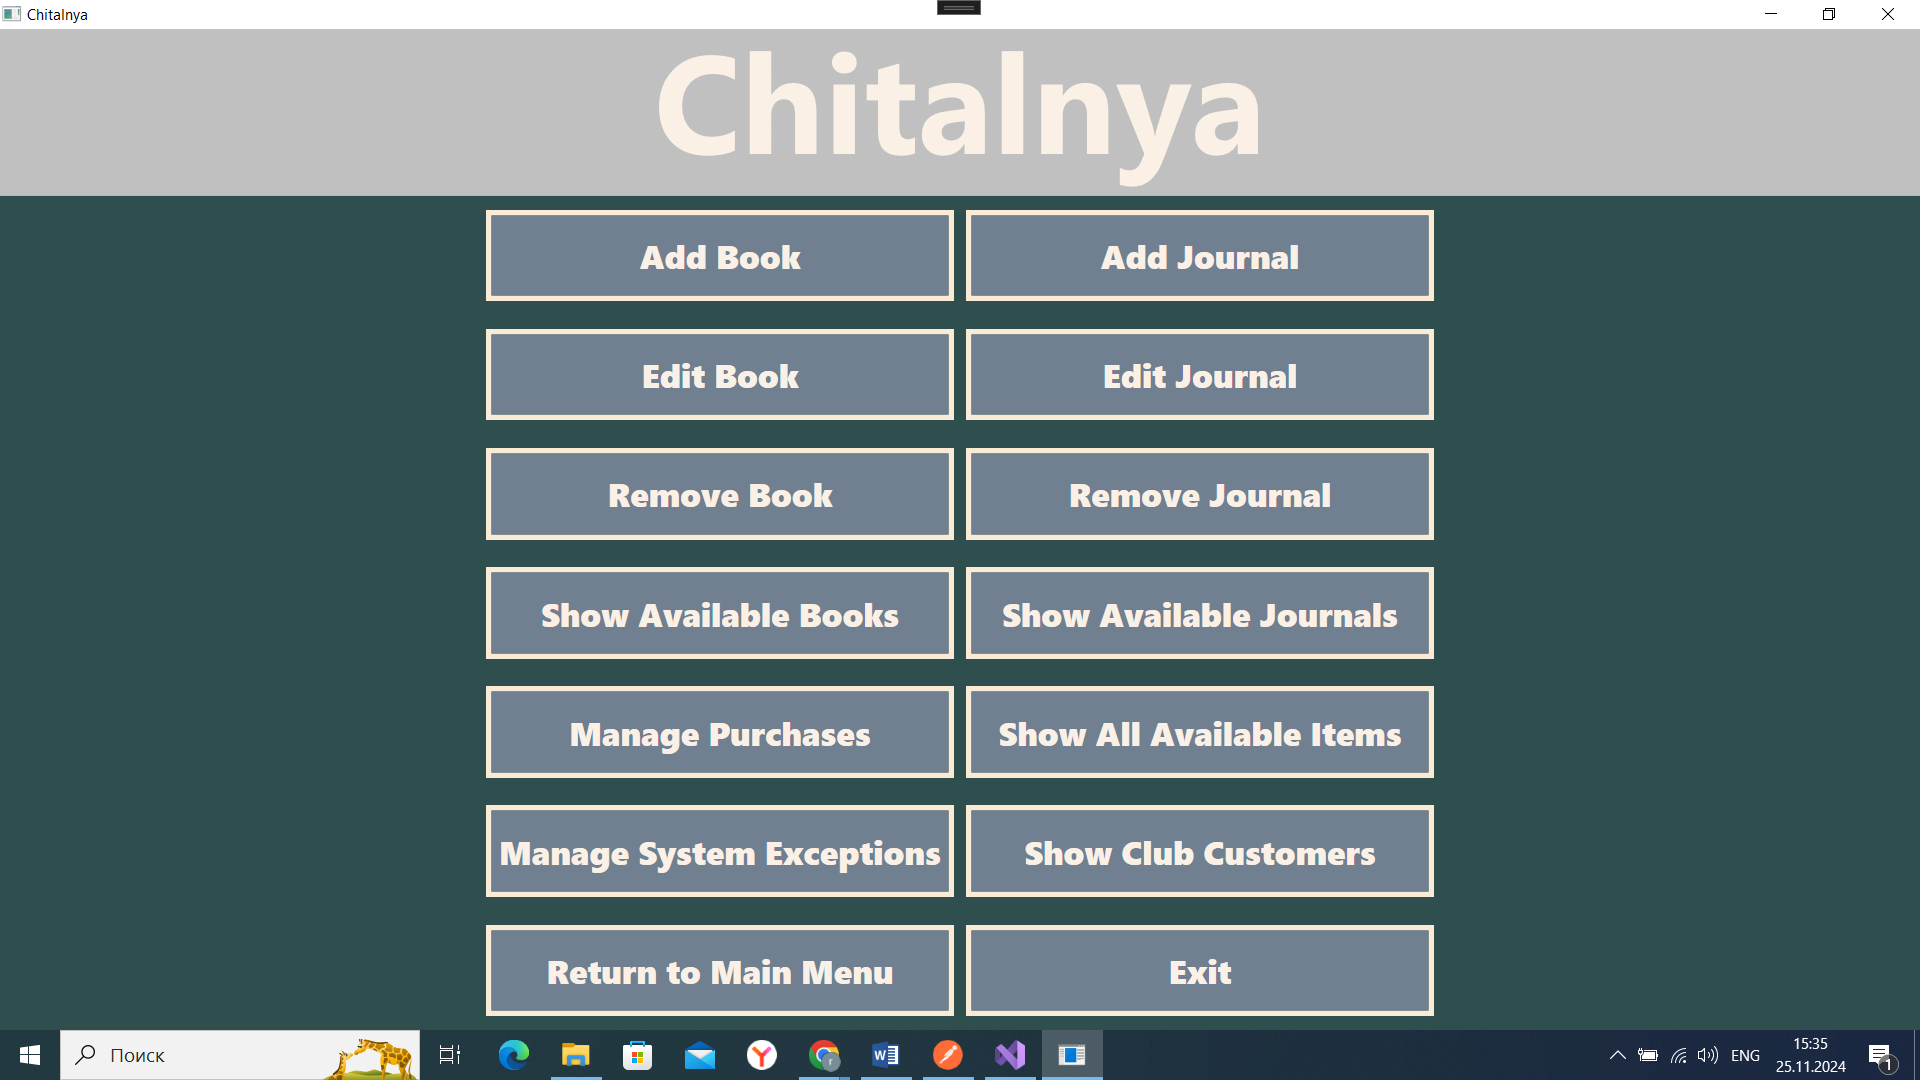 Chitalnya
Chitalnya
Add Book
Add Journal
Edit Book
Edit Journal
Remove Book
Remove Journal
Show Available Books
Show Available Journals
Manage Purchases
Show All Available Items
Manage System Exceptions
Show Club Customers
Return to Main Menu
Exit
Поиск
ENG
15:35
25.11.2024
1